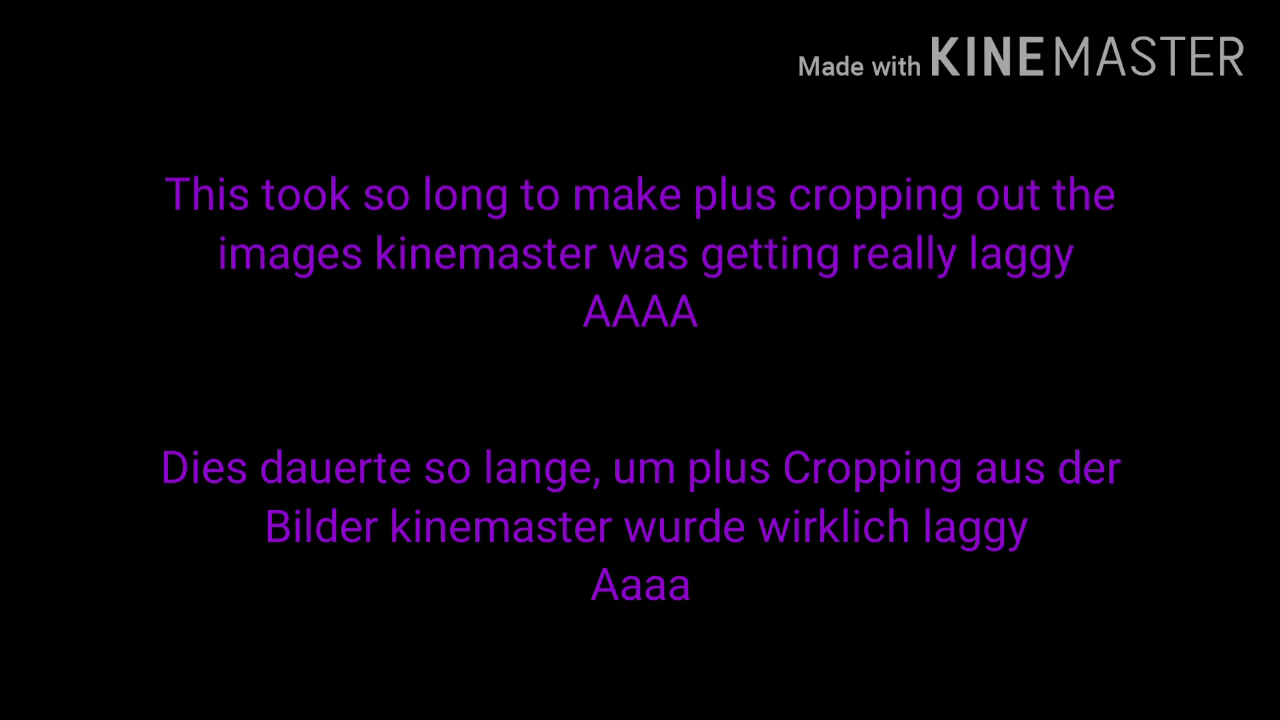 Made with KINEMASTER
This took so long to make plus cropping out the
images kinemaster was getting really laggy
AAAA
Dies dauerte so lange, um plus Cropping aus der
Bilder kinemaster wurde wirklich laggy
Aaaa